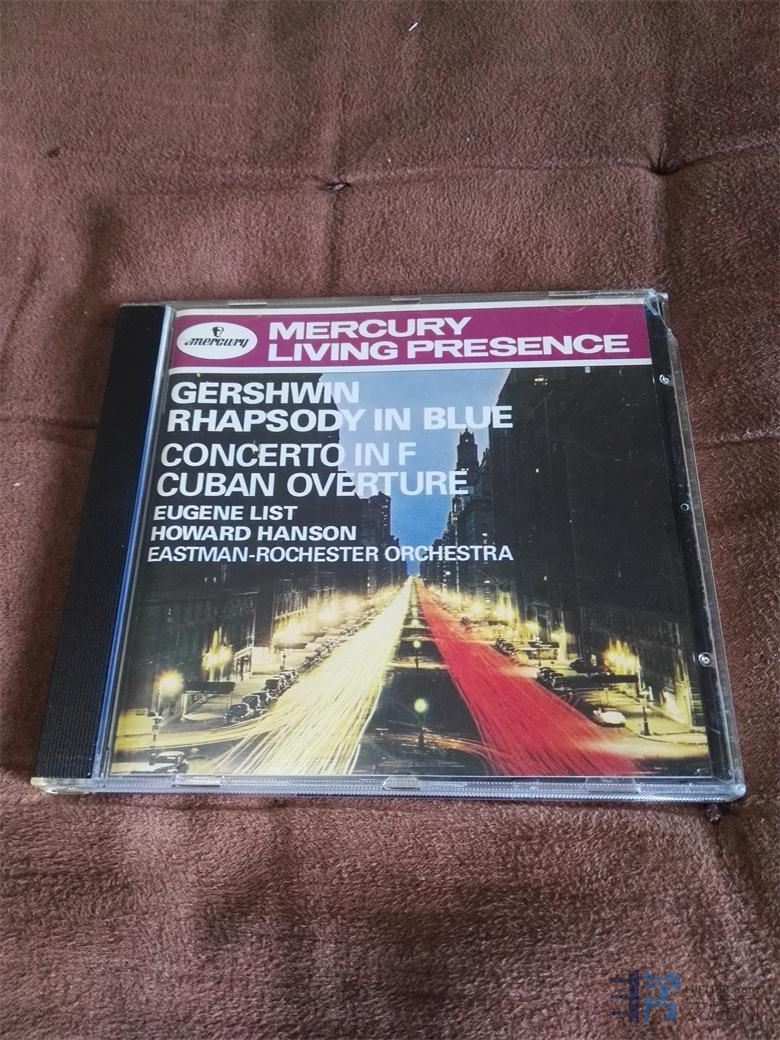 mercury
MERCURY
LIVING PRESENCE
GERSHWIN
RHAPSODY IN BLUE
CONCERTO IN F
CUBAN OVERTURE
EUGENE LIST
HOWARD HANSON
EASTMAN-ROCHESTER ORCHESTRA